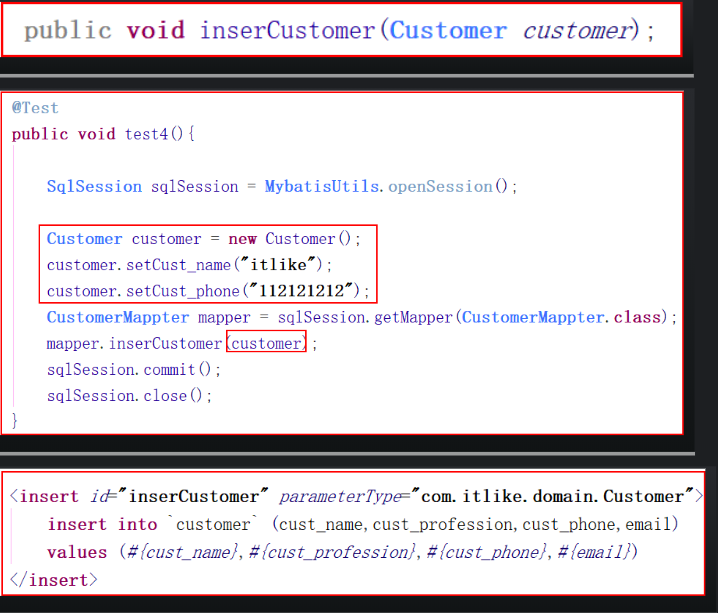 public void inserCustomer(Customer customer);
@Test
public void test4(){
SqlSession sqlSession = MybatisUtils.openSession();
Customer customer = new Customer();
customer.setCust_name("itlike");
customer.setCust_phone("112121212");
CustomerMappter mapper = sqlSession.getMapper(CustomerMappter.class);
mapper.inserCustomer(customer);
sqlSession.commit();
sqlSession.close();
}
<insert id="inserCustomer" parameterType="com.itlike.domain.Customer">
insert into `customer` (cust_name,cust_profession,cust_phone,email)
values (#{cust_name},#{cust_profession},#{cust_phone},#{email})
</insert>